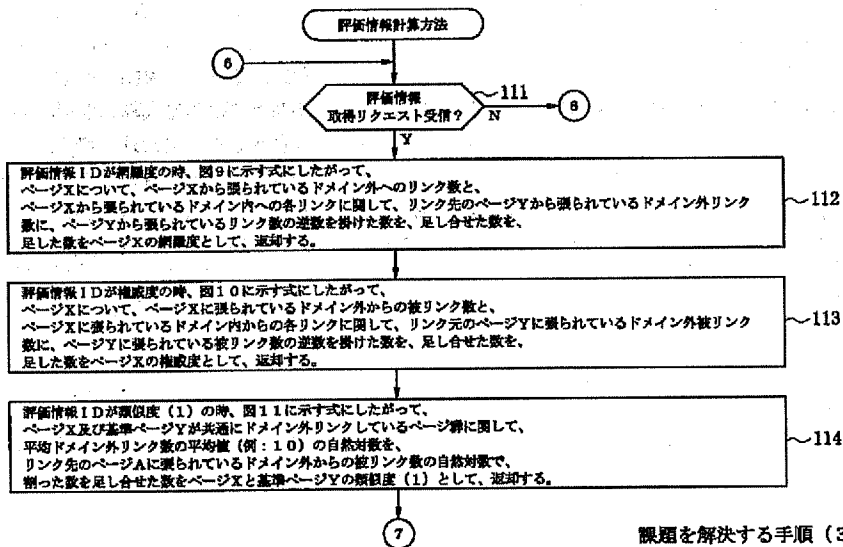 評価情報計算方法
6
評価情報
取得リクエスト受信?
111
N
8
Y
評価情報IDが網羅度の時、図9に示す式にしたがって、
ページXについて、ページXから張られているドメイン外へのリンク数と、
ページXから張られているドメイン内への各リンクに関して、リンク先のページYから張られているドメイン外リンク
数に、ページYから張られているリンク数の逆数を掛けた数を、足し合せた数を、
足した数をページXの網羅度として、返却する。
112
評価情報IDが権威度の時、図10に示す式にしたがって、
ページXについて、ページXに張られているドメイン外からの被リンク数と、
ページXに張られているドメイン内からの各リンクに関して、リンク元のページYに張られているドメイン外被リンク
数に、ページYに張られている被リンク数の逆数を掛けた数を、足し合せた数を、
足した数をページXの権威度として、返却する。
113
評価情報IDが類似度(1)の時、図11に示す式にしたがって、
ページX及び基準ページYが共通にドメイン外リンクしているページ群に関して、
平均ドメイン外リンク数の平均値(例:10)の自然対数を、
リンク先のページAに張られているドメイン外からの被リンク数の自然対数で、
割った数を足し合せた数をページXと基準ページYの類似度(1)として、返却する。
114
7
課題を解決する手順(3